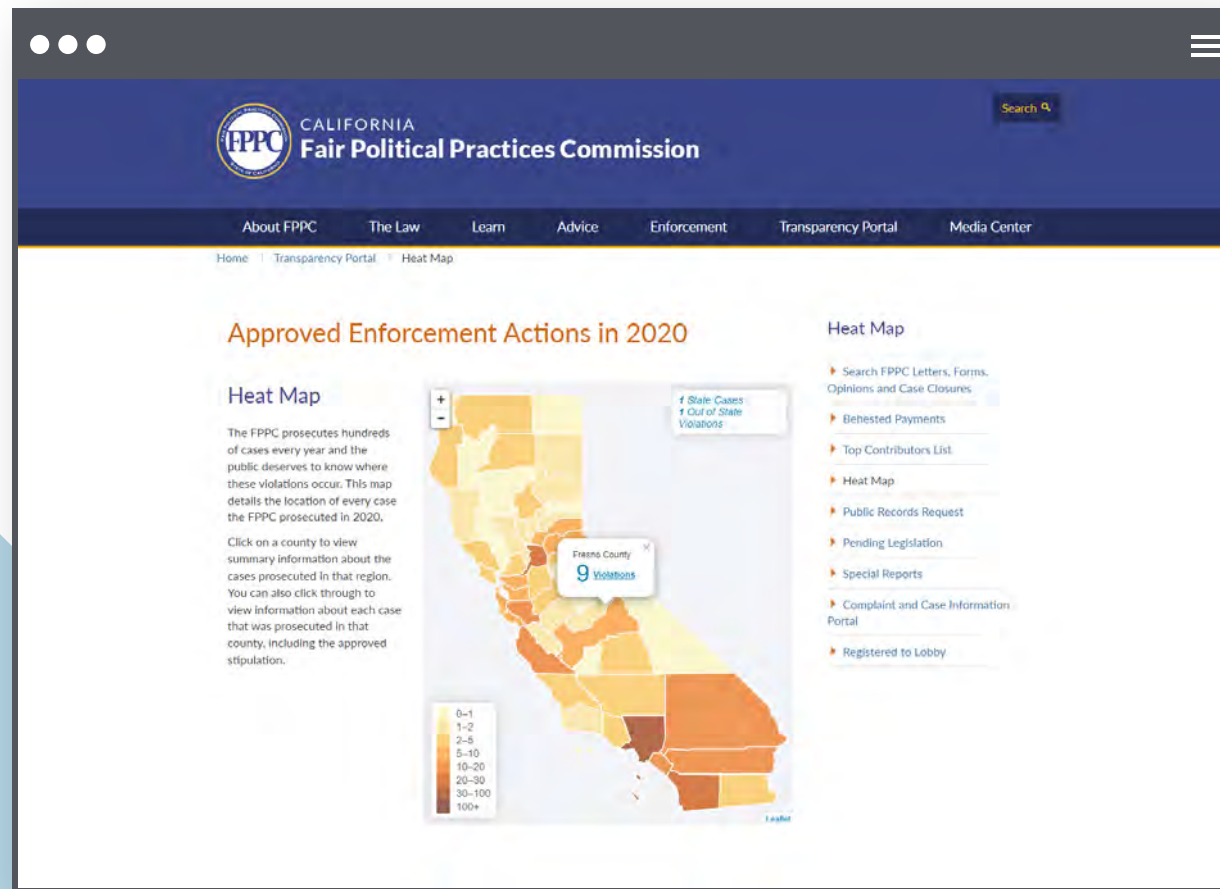 FPPC
CALIFORNIA
Fair Political Practices Commission
Search
About FPPC The Law Learn Advice Enforcement Transparency Portal Media Center
Home Transparency Portal Heat Map
Approved Enforcement Actions in 2020
Heat Map
The FPPC prosecutes hundreds
of cases every year and the
public deserves to know where
these violations occur. This map
details the location of every case
the FPPC prosecuted in 2020.
Click on a county to view
summary information about the
cases prosecuted in that region.
You can also click through to
view information about each case
that was prosecuted in that
county, including the approved
stipulation.
+
-
1 State Cases
1 Out of State
Violations
Fresno County
×
9 Violations
0–1
1–2
2–5
5–10
10–20
20–30
30–100
100+
Leaflet
Heat Map
Search FPPC Letters, Forms,
Opinions and Case Closures
Behested Payments
Top Contributors List
Heat Map
Public Records Request
Pending Legislation
Special Reports
Complaint and Case Information
Portal
Registered to Lobby